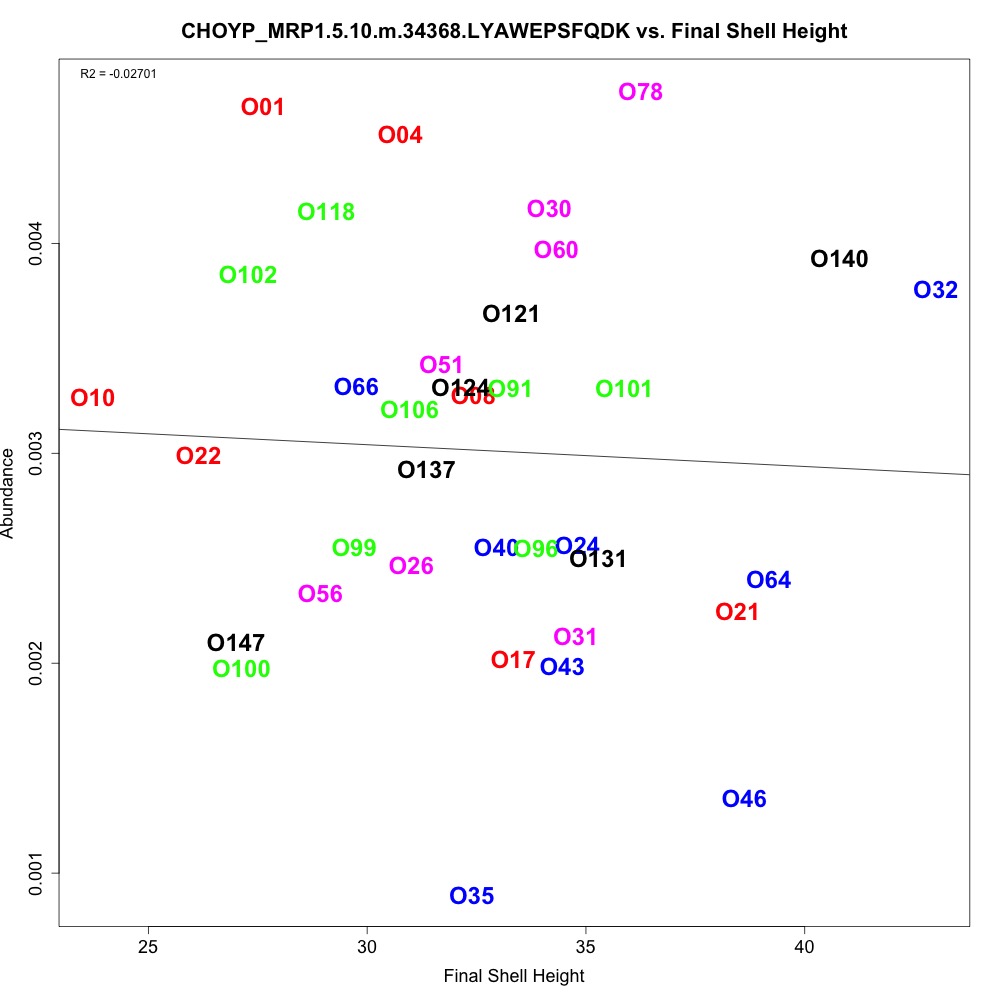 CHOYP_MRP1.5.10.m.34368.LYAWEPSFQDK vs. Final Shell Height
R2 = -0.02701
O78
O01
O04
O30
O118
O60
O140
O102
O32
O121
O51
O66
O124
O91
O101
O10
O08
O106
O22
O137
O99
O40
O96
O24
O131
O26
O64
O56
O21
O31
O147
O17
O43
O100
O46
O35
0.004
0.003
0.002
0.001
Abundance
25 30 35 40
Final Shell Height